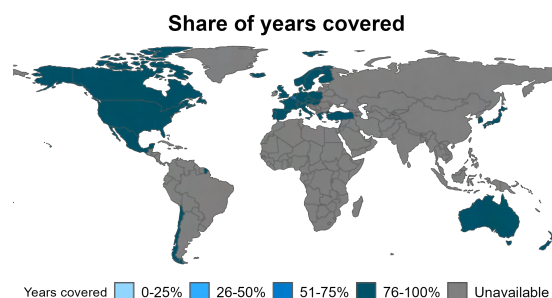 Share of years covered
Years covered 0-25% 26-50% 51-75% 76-100% Unavailable